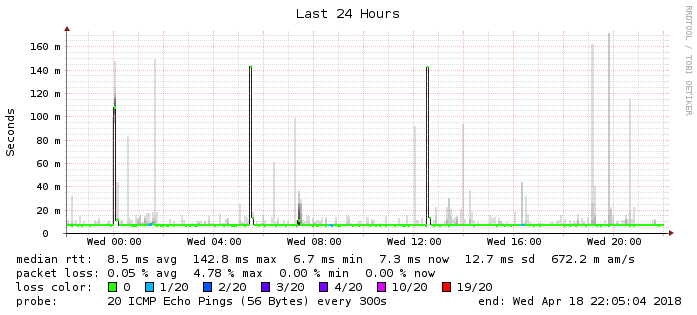 Last 24 Hours
RRDTOOL / TOBI OETIKER
Seconds
160 m
140 m
120 m
100 m
80 m
60 m
40 m
20 m
0
Wed 00:00 Wed 04:00 Wed 08:00 Wed 12:00 Wed 16:00 Wed 20:00
median rtt: 8.5 ms avg 142.8 ms max 6.7 ms min 7.3 ms now 12.7 ms sd 672.2 m am/s
packet loss: 0.05 % avg 4.78 % max 0.00 % min 0.00 % now
loss color: 0 1/20 2/20 3/20 4/20 10/20 19/20
probe: 20 ICMP Echo Pings (56 Bytes) every 300s end: Wed Apr 18 22:05:04 2018